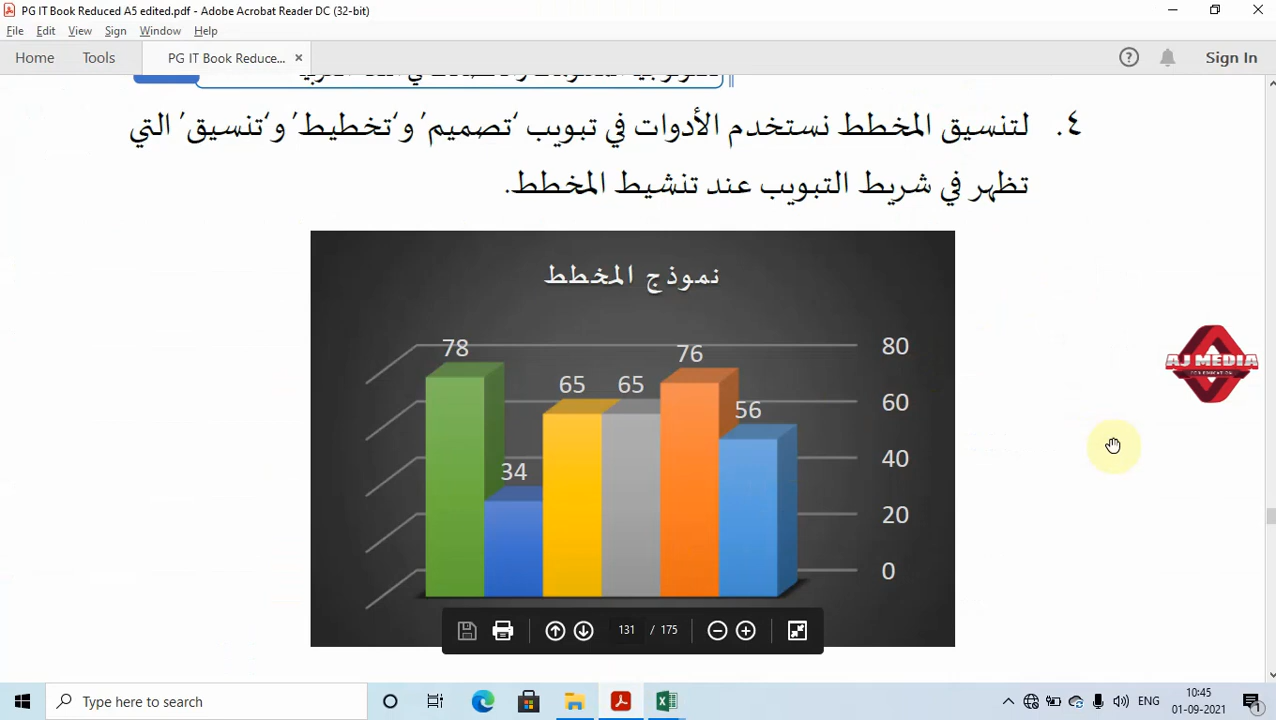 PG IT Book Reduced A5 edited.pdf - Adobe Acrobat Reader DC (32-bit)
File Edit View Sign Window Help
Home Tools PG IT Book Reduce... × Sign In
٤. لتنسيق المخطط نستخدم الأدوات في تبويب ‘تصميم’ و‘تخطيط’ و‘تنسيق’ التي
تظهر في شريط التبويب عند تنشيط المخطط.
نموذج المخطط
78
34
65
65
76
56
80
60
40
20
0
AJ MEDIA
FOR EDUCATION
131 / 175
Type here to search
ENG
10:45
01-09-2021